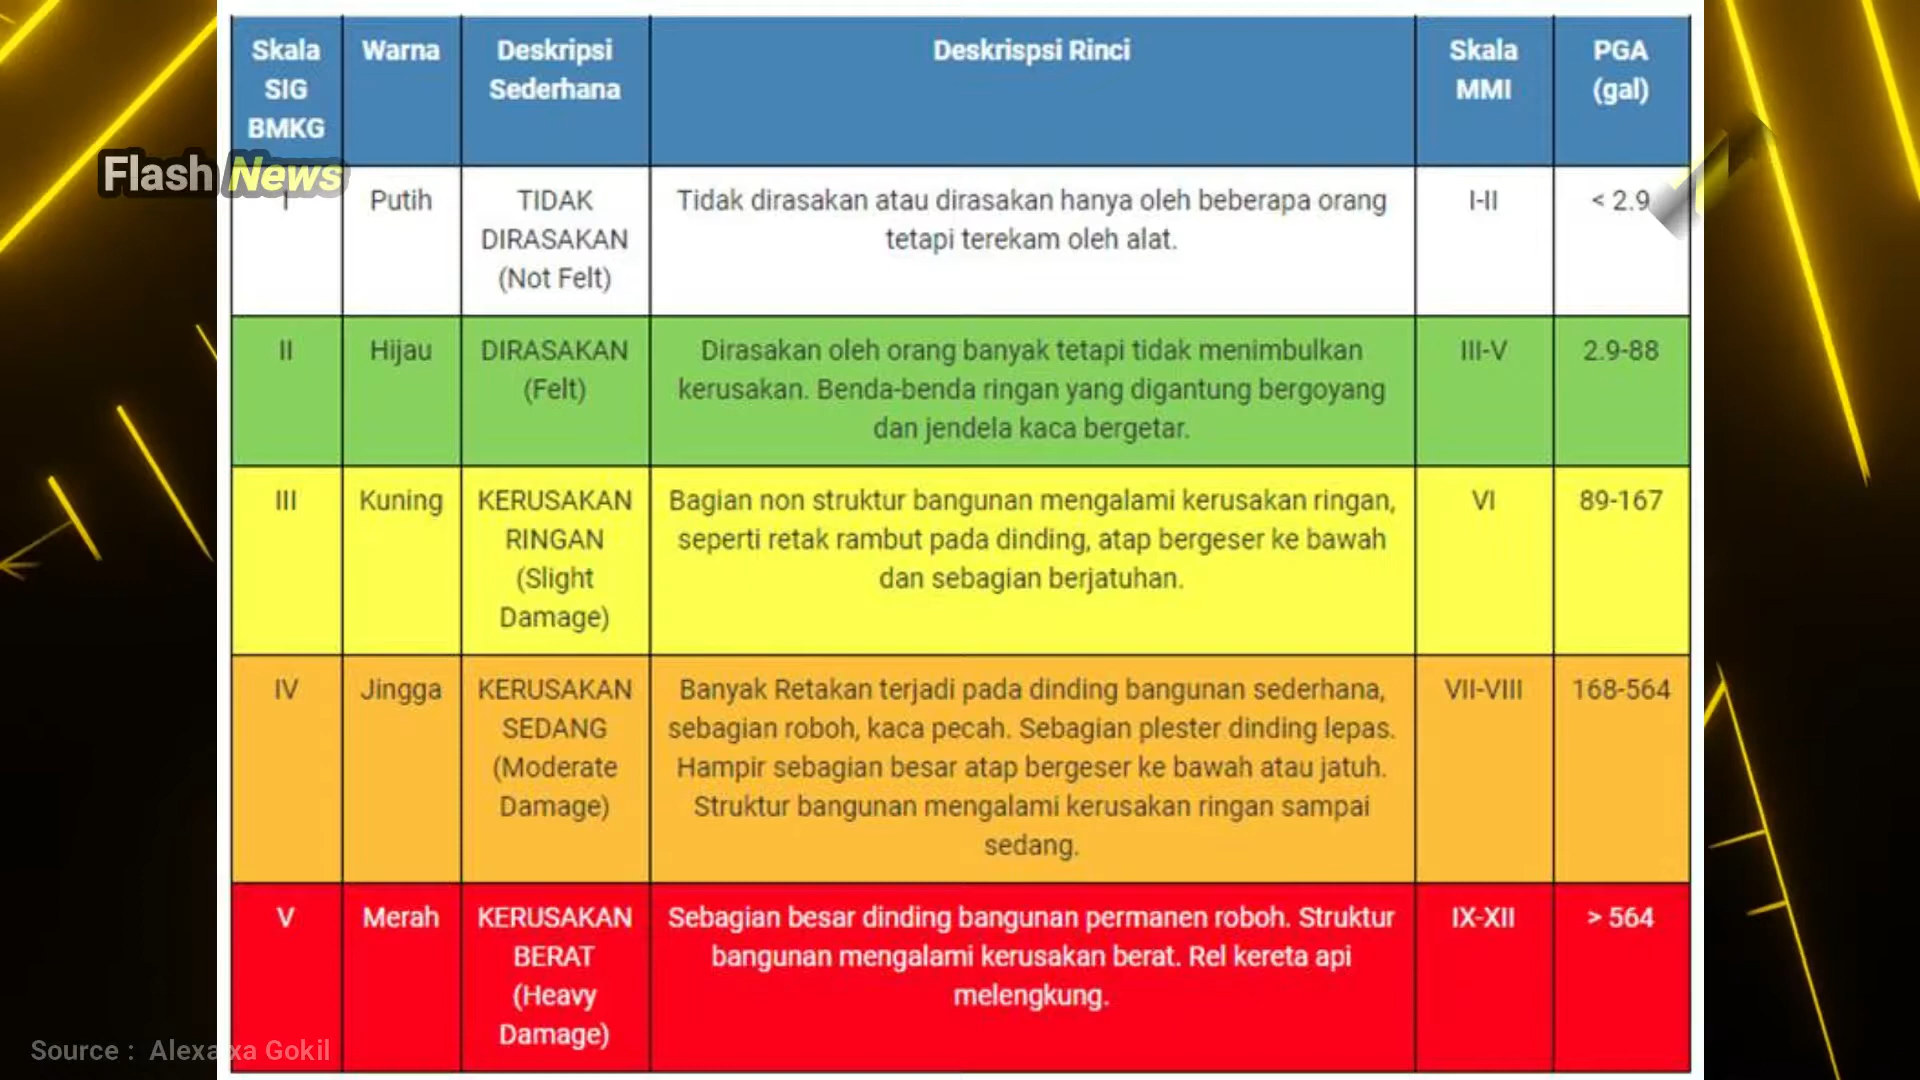 Skala SIG BMKG
Warna
Deskripsi Sederhana
Deskrispsi Rinci
Skala MMI
PGA (gal)
Flash News
I
Putih
TIDAK DIRASAKAN (Not Felt)
Tidak dirasakan atau dirasakan hanya oleh beberapa orang
tetapi terekam oleh alat.
I-II
< 2.9
II
Hijau
DIRASAKAN (Felt)
Dirasakan oleh orang banyak tetapi tidak menimbulkan
kerusakan. Benda-benda ringan yang digantung bergoyang
dan jendela kaca bergetar.
III-V
2.9-88
III
Kuning
KERUSAKAN RINGAN (Slight Damage)
Bagian non struktur bangunan mengalami kerusakan ringan,
seperti retak rambut pada dinding, atap bergeser ke bawah
dan sebagian berjatuhan.
VI
89-167
IV
Jingga
KERUSAKAN SEDANG (Moderate Damage)
Banyak Retakan terjadi pada dinding bangunan sederhana,
sebagian roboh, kaca pecah. Sebagian plester dinding lepas.
Hampir sebagian besar atap bergeser ke bawah atau jatuh.
Struktur bangunan mengalami kerusakan ringan sampai
sedang.
VII-VIII
168-564
V
Merah
KERUSAKAN BERAT (Heavy Damage)
Sebagian besar dinding bangunan permanen roboh. Struktur
bangunan mengalami kerusakan berat. Rel kereta api
melengkung.
IX-XII
> 564
Source : Alexa xa Gokil